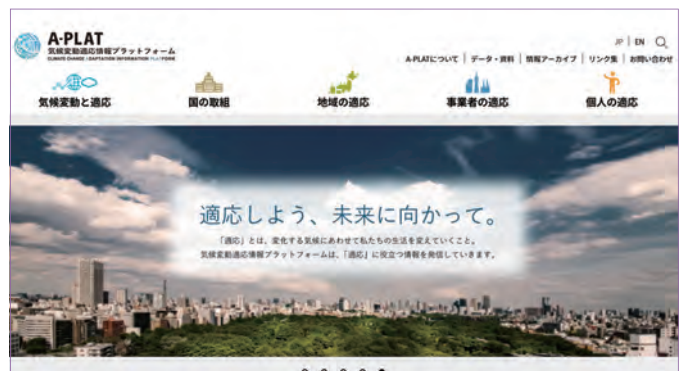 A-PLAT
気候変動適応情報プラットフォーム
CLIMATE CHANGE ADAPTATION INFORMATION PLATFORM
JP | EN
A-PLATについて | データ・資料 | 情報アーカイブ | リンク集 | お問い合わせ
気候変動と適応 国の取組 地域の適応 事業者の適応 個人の適応
適応しよう、未来に向かって。
「適応」とは、変化する気候にあわせて私たちの生活を変えていくこと。
気候変動適応情報プラットフォームは、「適応」に役立つ情報を発信していきます。